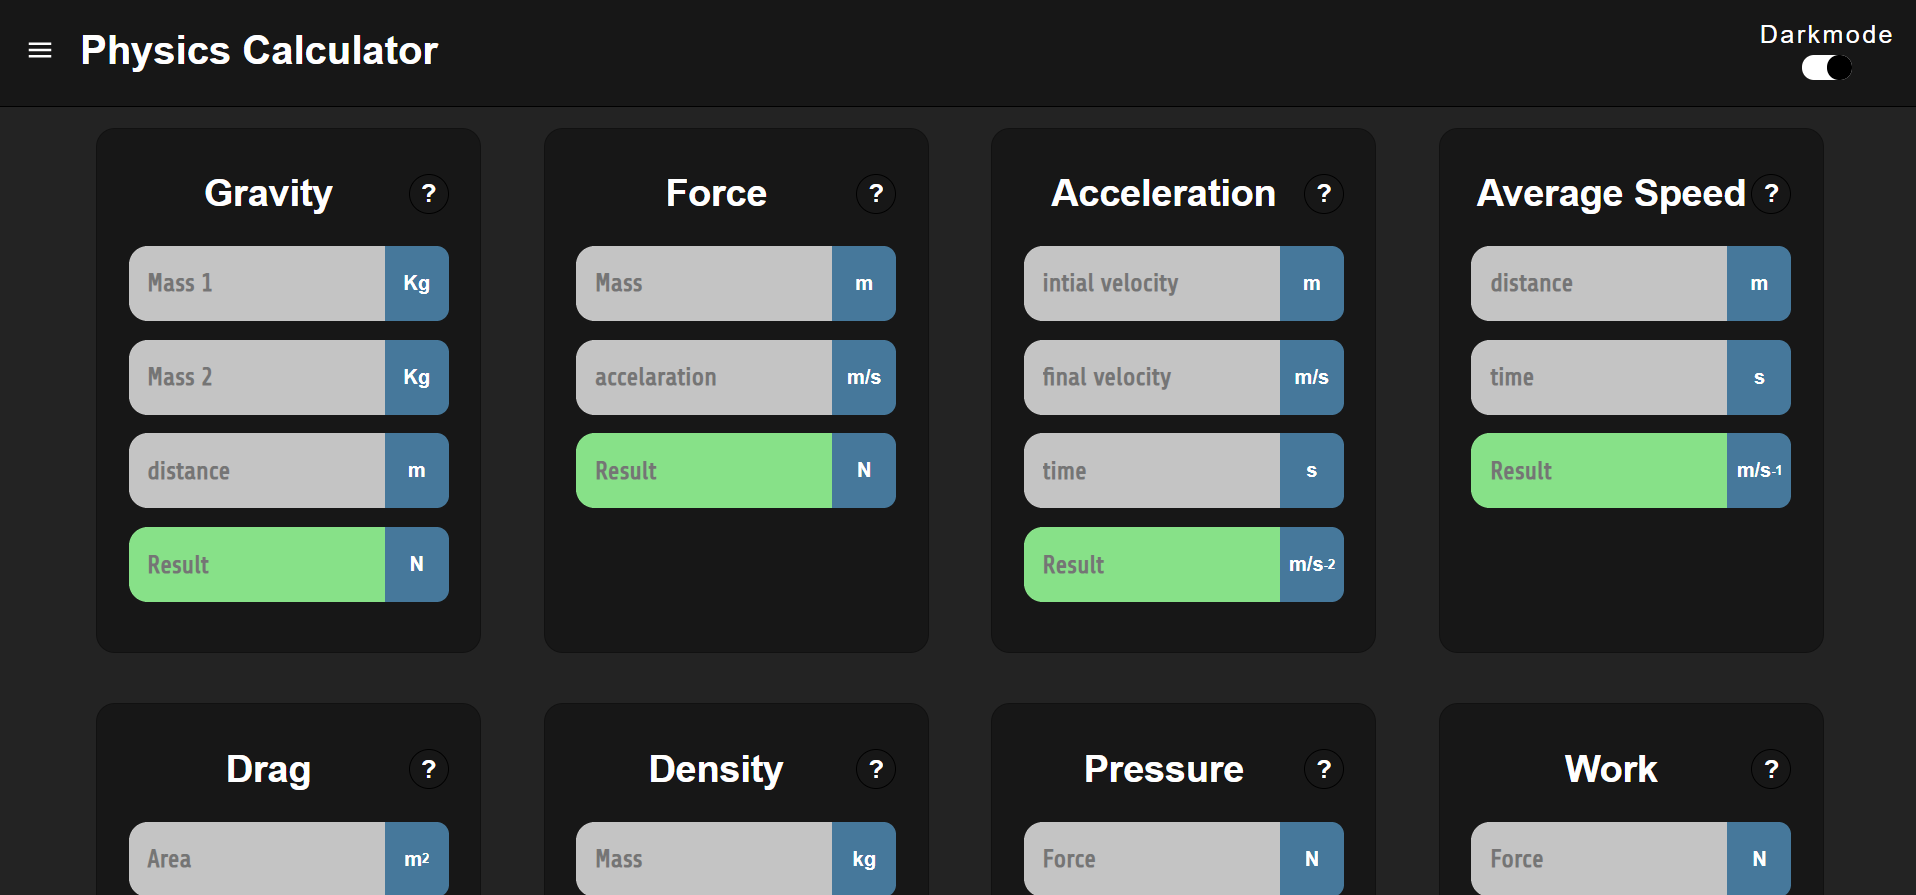 Physics Calculator
Darkmode
Gravity ?
Mass 1 Kg
Mass 2 Kg
distance m
Result N
Force ?
Mass m
accelaration m/s
Result N
Acceleration ?
intial velocity m
final velocity m/s
time s
Result m/s-2
Average Speed ?
distance m
time s
Result m/s-1
Drag ?
Area m2
Density ?
Mass kg
Pressure ?
Force N
Work ?
Force N